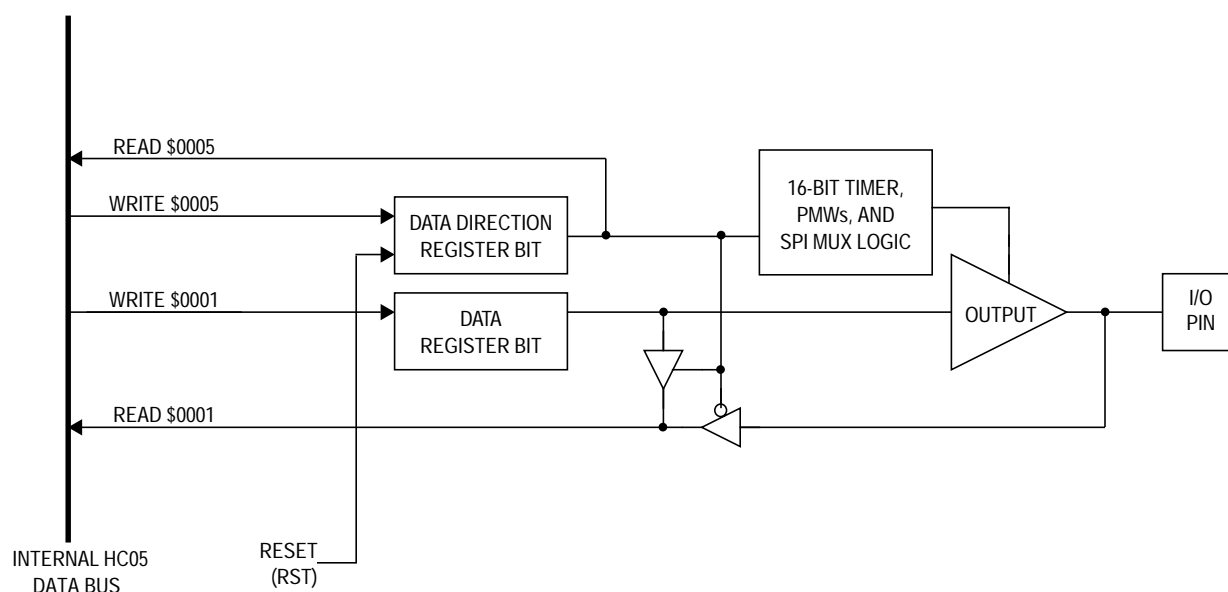 READ $0005
WRITE $0005
DATA DIRECTION
REGISTER BIT
16-BIT TIMER,
PMWs, AND
SPI MUX LOGIC
WRITE $0001
DATA
REGISTER BIT
OUTPUT
I/O
PIN
READ $0001
INTERNAL HC05
DATA BUS
RESET
(RST)